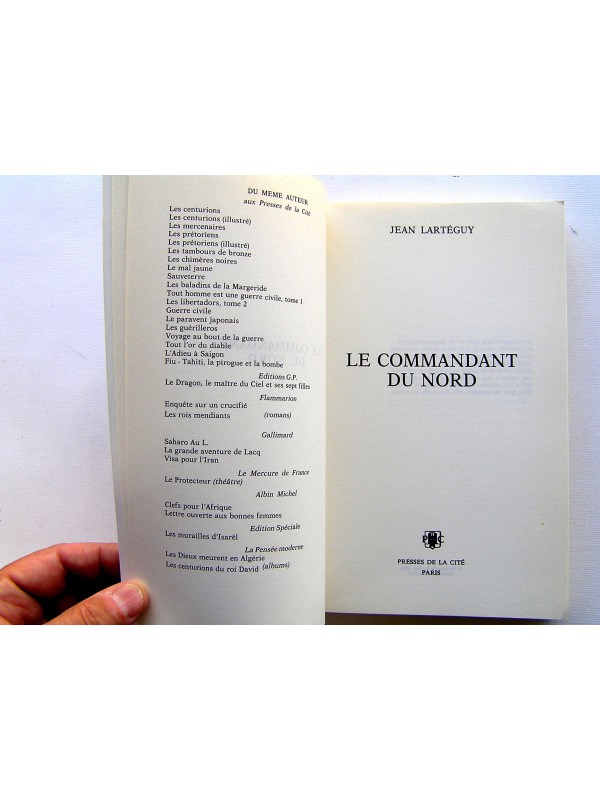 DU MEME AUTEUR
aux Presses de la Cité
Les centurions
Les centurions (illustré)
Les mercenaires
Les prétoriens
Les prétoriens (illustré)
Les tambours de bronze
Les chimères noires
Le mal jaune
Sauveterre
Les baladins de la Margeride
Tout homme est une guerre civile, tome 1
Les libertadors, tome 2
Guerre civile
Le paravent japonais
Les guérilleros
Voyage au bout de la guerre
Tout l'or du diable
L'Adieu à Saigon
Fiu - Tahiti, la pirogue et la bombe
Editions G.P.
Le Dragon, le maître du Ciel et ses sept filles
Flammarion
Enquête sur un crucifié
Les rois mendiants (romans)
Gallimard
Saharo Au L.
La grande aventure de Lacq
Visa pour l'Iran
Le Mercure de France
Le Protecteur (théâtre)
Albin Michel
Clefs pour l'Afrique
Lettre ouverte aux bonnes femmes
Edition Spéciale
Les murailles d'Isarël
La Pensée moderne
Les Dieux meurent en Algérie
Les centurions du roi David (albums)
JEAN LARTÉGUY
LE COMMANDANT
DU NORD
P C
PRESSES DE LA CITÉ
PARIS